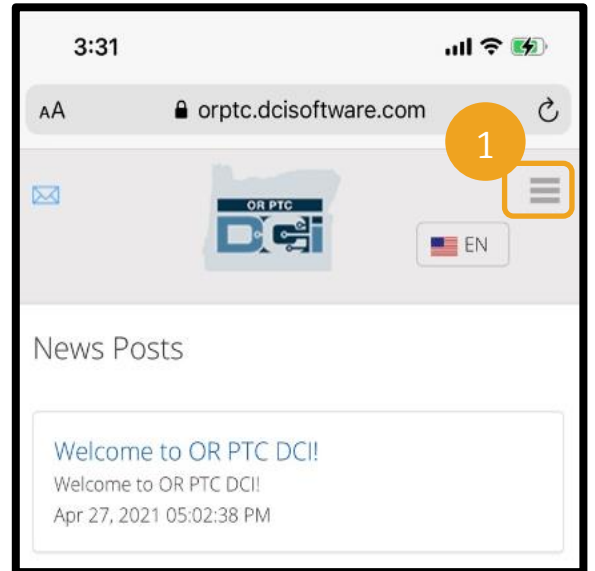 3:31
AA orptc.dcisoftware.com
1
OR PTC
DCi
EN
News Posts
Welcome to OR PTC DCI!
Welcome to OR PTC DCI!
Apr 27, 2021 05:02:38 PM